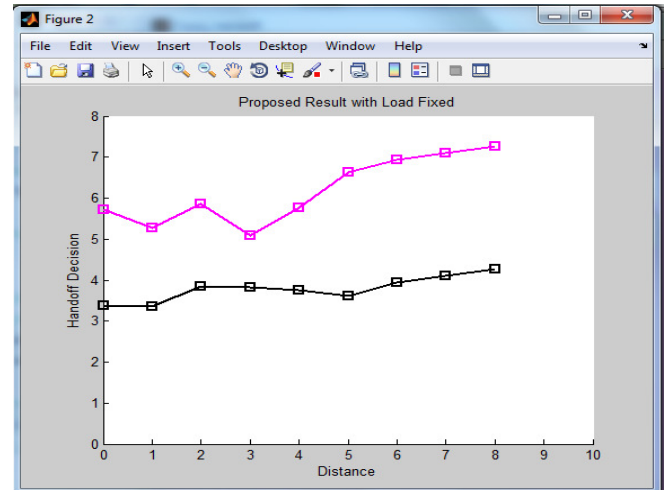 Figure 2
File Edit View Insert Tools Desktop Window Help
Proposed Result with Load Fixed
8
7
6
5
4
3
2
1
0
Handoff Decision
0 1 2 3 4 5 6 7 8 9 10
Distance